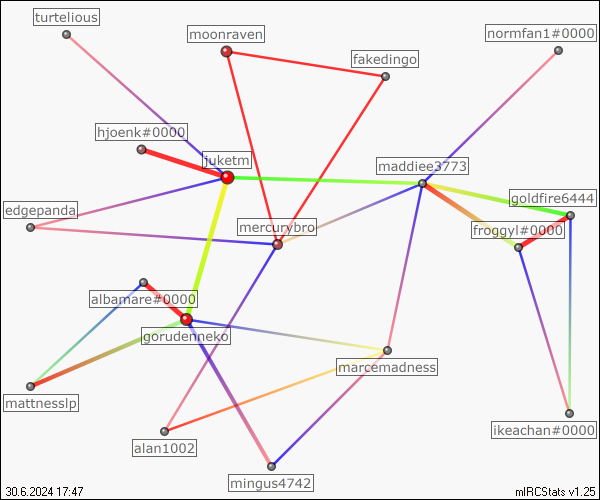 turtelious
moonraven
normfan1#0000
fakedingo
hjoenk#0000
juketm
maddiee3773
goldfire6444
edgepanda
mercurybro
froggyl#0000
albamare#0000
gorudenneko
marcemadness
mattnesslp
alan1002
ikeachan#0000
mingus4742
30.6.2024 17:47
mIRCStats v1.25